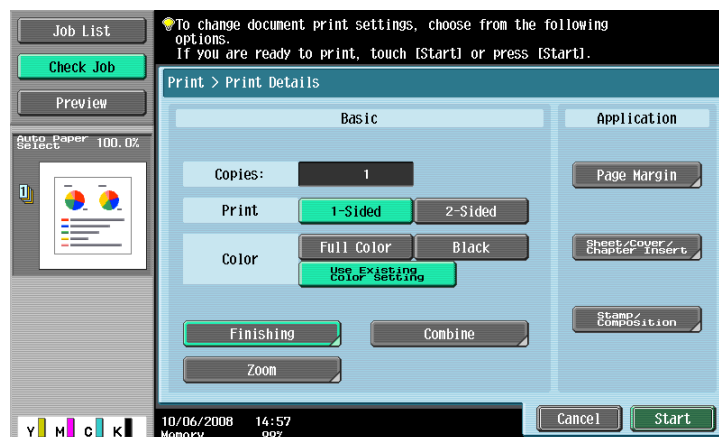 Job List
Check Job
Preview
Auto Paper
Select 100.0%
To change document print settings, choose from the following
options.
If you are ready to print, touch [Start] or press [Start].
Print > Print Details
Basic
Application
Copies: 1
Page Margin
Print 1-Sided 2-Sided
Color Full Color Black
Use Existing
Color Setting
Sheet/Cover/
Chapter Insert
Finishing Combine
Stamp/
Composition
Zoom
Y M C K
10/06/2008 14:57
Memory 99%
Cancel Start